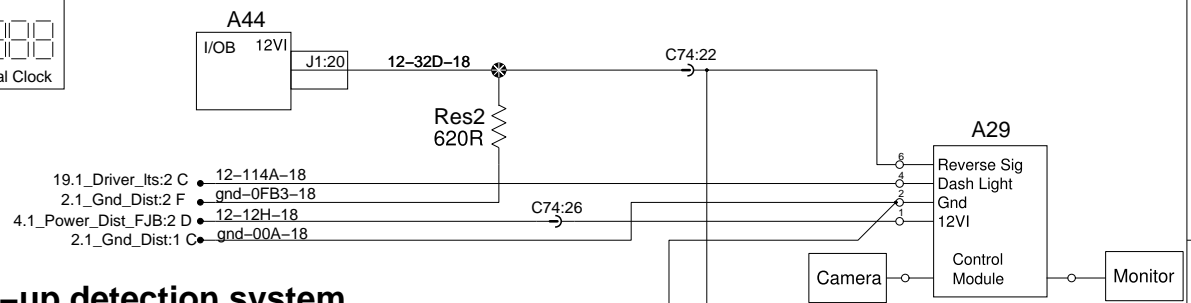 A44
I/OB 12VI
J1:20
12-32D-18
C74:22
al Clock
Res2
620R
A29
6
Reverse Sig
19.1_Driver_lts:2 C
12-114A-18
4
Dash Light
2.1_Gnd_Dist:2 F
gnd-0FB3-18
2
Gnd
4.1_Power_Dist_FJB:2 D
12-12H-18
C74:26
1
12VI
2.1_Gnd_Dist:1 C
gnd-00A-18
Control
Module
Camera
Monitor
-up detection system